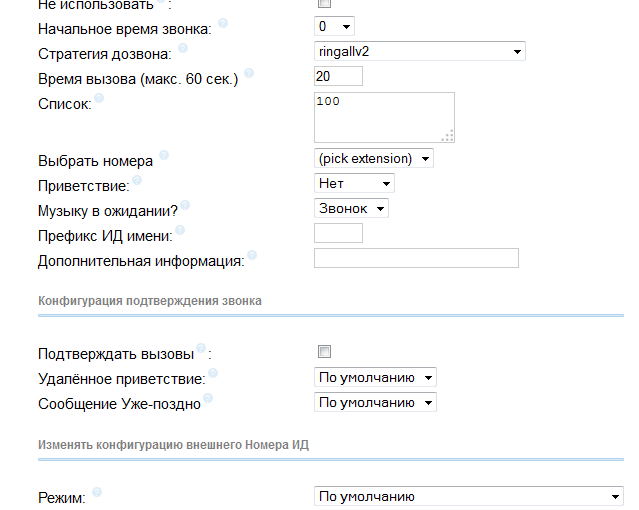 Не использовать ? :
Начальное время звонка: ? 0
Стратегия дозвона: ? ringallv2
Время вызова (макс. 60 сек.) ? 20
Список: ? 100
Выбрать номера ? (pick extension)
Приветствие: ? Нет
Музыку в ожидании? ? Звонок
Префикс ИД имени: ?
Дополнительная информация: ?
Конфигурация подтверждения звонка
Подтверждать вызовы ? :
Удалённое приветствие: ? По умолчанию
Сообщение Уже-поздно ? По умолчанию
Изменять конфигурацию внешнего Номера ИД
Режим: ? По умолчанию